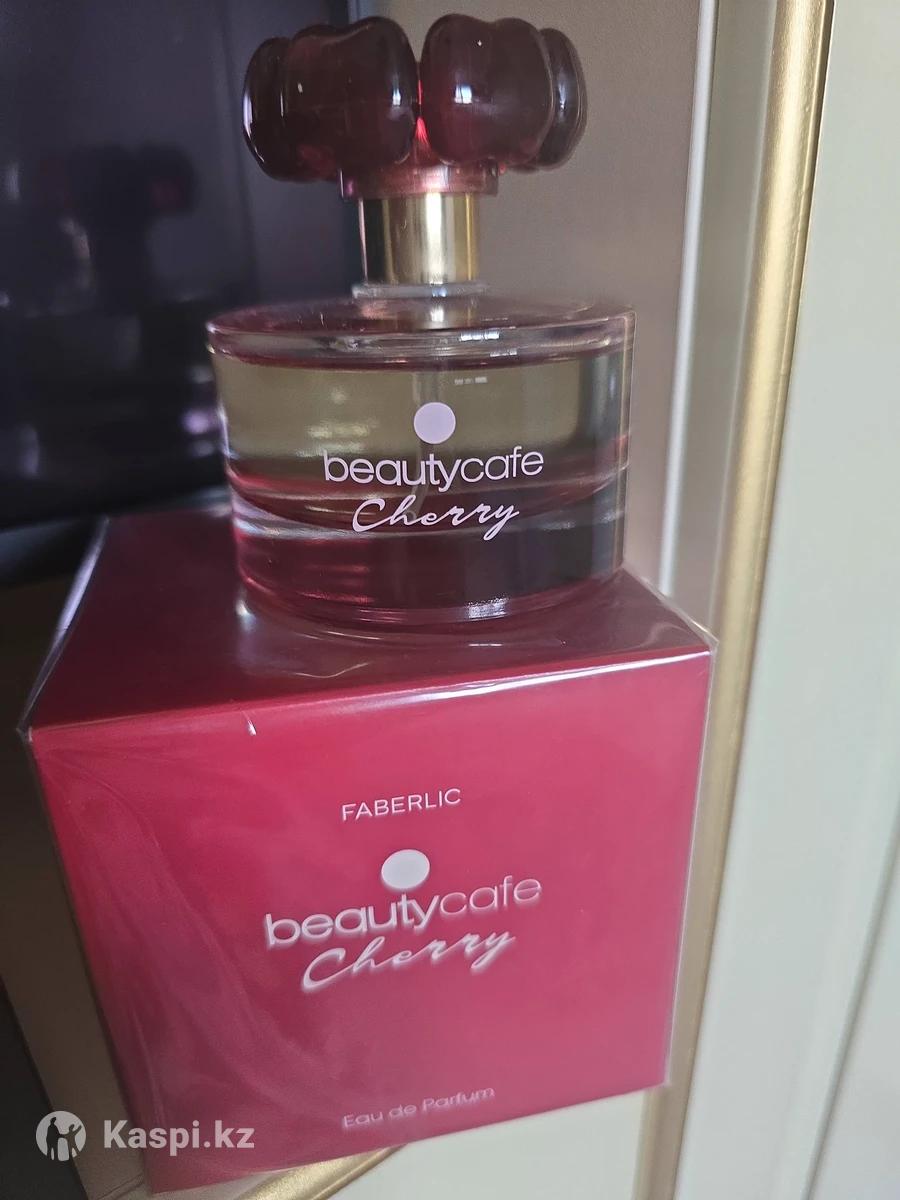 beautycafe
Cherry
FABERLIC
beautycafe
Cherry
Eau de Parfum
Kaspi.kz